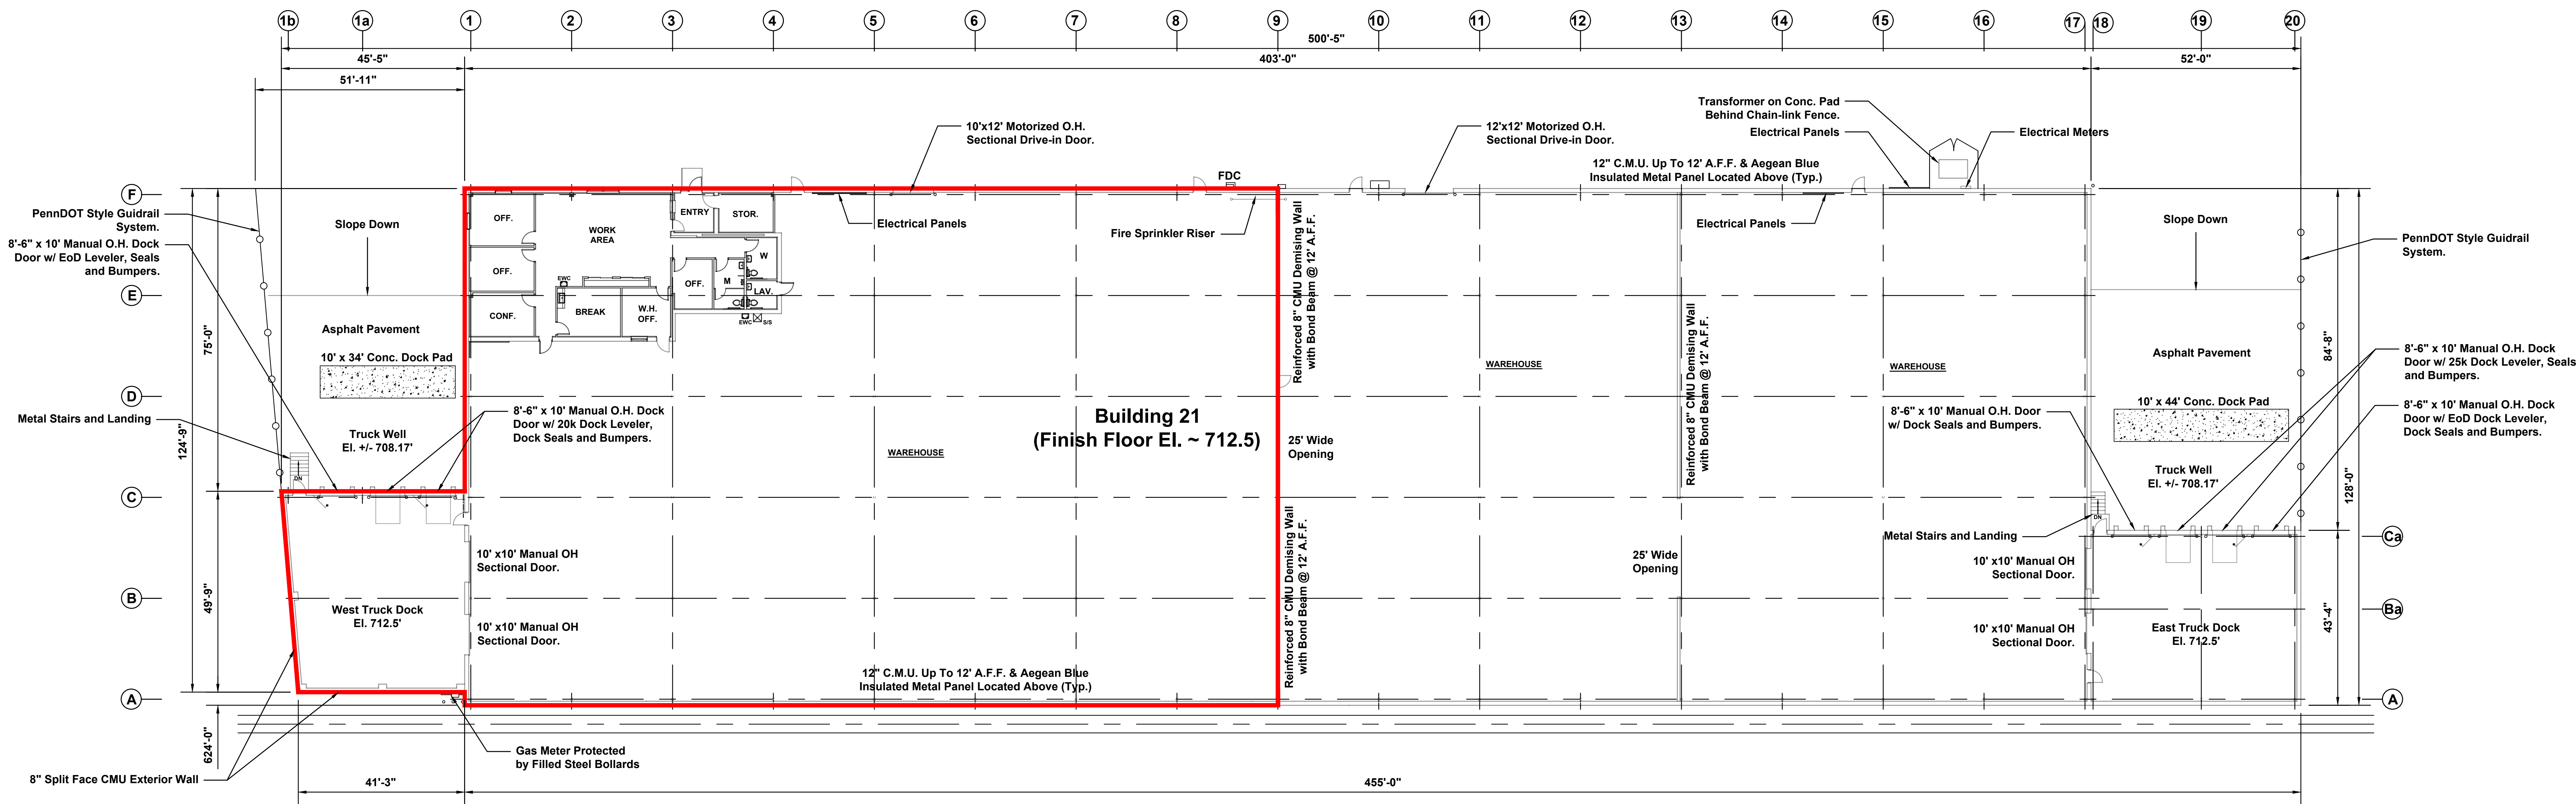 1b 1a 1 2 3 4 5 6 7 8 9 10 11 12 13 14 15 16 17 18 19 20
500'-5"
45'-5"
403'-0"
52'-0"
51'-11"
Transformer on Conc. Pad
Behind Chain-link Fence.
Electrical Panels
Electrical Meters
10'x12' Motorized O.H.
Sectional Drive-in Door.
12'x12' Motorized O.H.
Sectional Drive-in Door.
12" C.M.U. Up To 12' A.F.F. & Aegean Blue
Insulated Metal Panel Located Above (Typ.)
FDC
F
PennDOT Style Guidrail
System.
8'-6" x 10' Manual O.H. Dock
Door w/ EoD Leveler, Seals
and Bumpers.
Slope Down
OFF.
WORK
AREA
ENTRY
STOR.
Electrical Panels
Fire Sprinkler Riser
Reinforced 8" CMU Demising Wall
with Bond Beam @ 12' A.F.F.
Electrical Panels
Slope Down
PennDOT Style Guidrail
System.
E
OFF.
EWC
OFF.
M
W
LAV.
CONF.
BREAK
W.H.
OFF.
EWC
S/S
75'-0"
Asphalt Pavement
10' x 34' Conc. Dock Pad
Reinforced 8" CMU Demising Wall
with Bond Beam @ 12' A.F.F.
WAREHOUSE
WAREHOUSE
Asphalt Pavement
84'-8"
8'-6" x 10' Manual O.H. Dock
Door w/ 25k Dock Leveler, Seals
and Bumpers.
D
Metal Stairs and Landing
124'-9"
8'-6" x 10' Manual O.H. Dock
Door w/ 20k Dock Leveler,
Dock Seals and Bumpers.
Truck Well
El. +/- 708.17'
DN
Building 21
(Finish Floor El. ~ 712.5)
WAREHOUSE
25' Wide
Opening
8'-6" x 10' Manual O.H. Door
w/ Dock Seals and Bumpers.
10' x 44' Conc. Dock Pad
8'-6" x 10' Manual O.H. Dock
Door w/ EoD Dock Leveler,
Dock Seals and Bumpers.
Truck Well
El. +/- 708.17'
128'-0"
C
DN
Metal Stairs and Landing
Ca
10' x10' Manual OH
Sectional Door.
Reinforced 8" CMU Demising Wall
with Bond Beam @ 12' A.F.F.
25' Wide
Opening
10' x10' Manual OH
Sectional Door.
B
49'-9"
West Truck Dock
El. 712.5'
10' x10' Manual OH
Sectional Door.
10' x10' Manual OH
Sectional Door.
East Truck Dock
El. 712.5'
43'-4"
Ba
12" C.M.U. Up To 12' A.F.F. & Aegean Blue
Insulated Metal Panel Located Above (Typ.)
A
A
624'-0"
Gas Meter Protected
by Filled Steel Bollards
8" Split Face CMU Exterior Wall
41'-3"
455'-0"